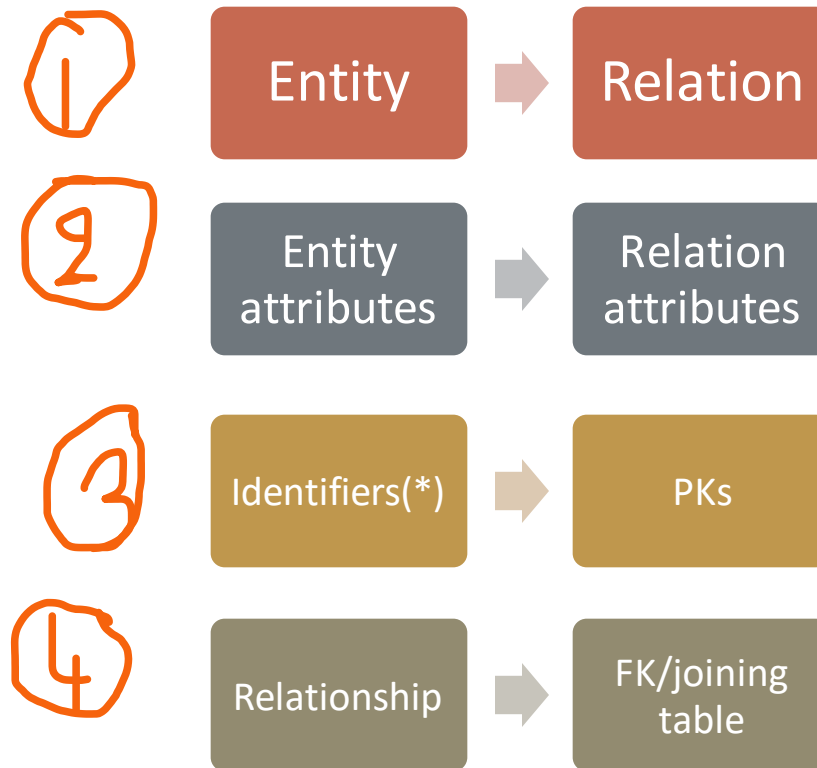 1
Entity
Relation
2
Entity
attributes
Relation
attributes
3
Identifiers(*)
PKs
4
Relationship
FK/joining
table